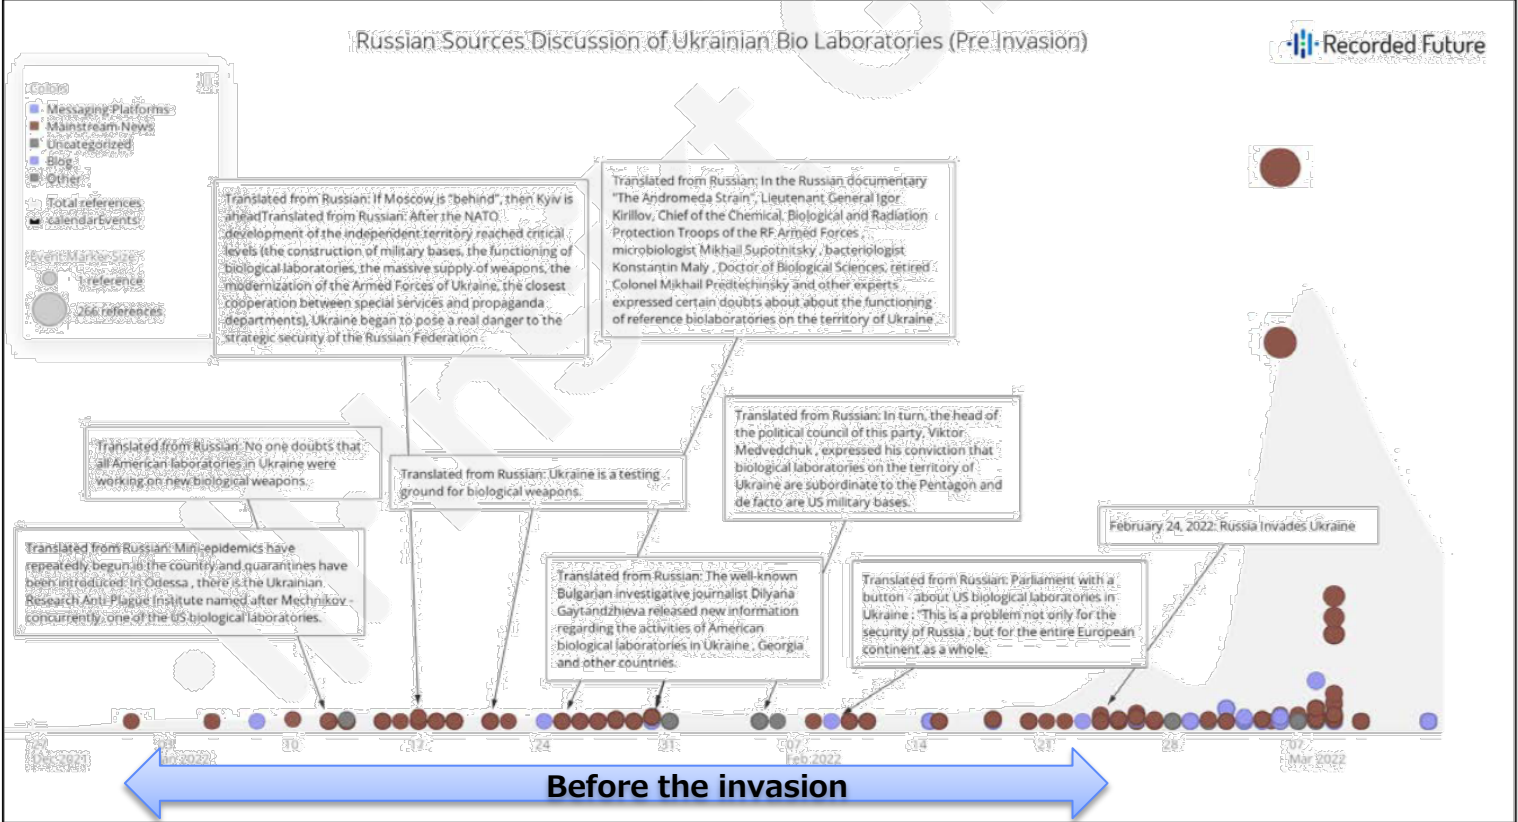 Russian Sources Discussion of Ukrainian Bio Laboratories (Pre Invasion)
Recorded Future
Colors
Messaging Platforms
Mainstream News
Uncategorized
Blog
Other
Total references
CalendarEvents
Event Marker Size
1 reference
266 references
Translated from Russian: If Moscow is "behind", then Kyiv is
aheadTranslated from Russian: After the NATO
development of the independent territory reached critical
levels (the construction of military bases, the functioning of
biological laboratories, the massive supply of weapons, the
modernization of the Armed Forces of Ukraine, the closest
cooperation between special services and propaganda
departments), Ukraine began to pose a real danger to the
strategic security of the Russian Federation .
Translated from Russian: In the Russian documentary
"The Andromeda Strain", Lieutenant General Igor
Kirillov, Chief of the Chemical, Biological and Radiation
Protection Troops of the RF Armed Forces ,
microbiologist Mikhail Supotnitsky , bacteriologist
Konstantin Maly , Doctor of Biological Sciences, retired
Colonel Mikhail Predtechinsky and other experts
expressed certain doubts about about the functioning
of reference biolaboratories on the territory of Ukraine
Translated from Russian: No one doubts that
all American laboratories in Ukraine were
working on new biological weapons.
Translated from Russian: Ukraine is a testing
ground for biological weapons.
Translated from Russian: In turn, the head of
the political council of this party, Viktor
Medvedchuk , expressed his conviction that
biological laboratories on the territory of
Ukraine are subordinate to the Pentagon and
de facto are US military bases.
February 24, 2022: Russia Invades Ukraine
Translated from Russian: Mini-epidemics have
repeatedly begun in the country and quarantines have
been introduced. In Odessa , there is the Ukrainian
Research Anti-Plague Institute named after Mechnikov -
concurrently, one of the US biological laboratories.
Translated from Russian: The well-known
Bulgarian investigative journalist Dilyana
Gaytandzhieva released new information
regarding the activities of American
biological laboratories in Ukraine , Georgia
and other countries.
Translated from Russian: Parliament with a
button - about US biological laboratories in
Ukraine : "This is a problem not only for the
security of Russia , but for the entire European
continent as a whole.
10 17 24 31 07 14 21 28 07
Dec 2021 Jan 2022 Feb 2022 Mar 2022
Before the invasion